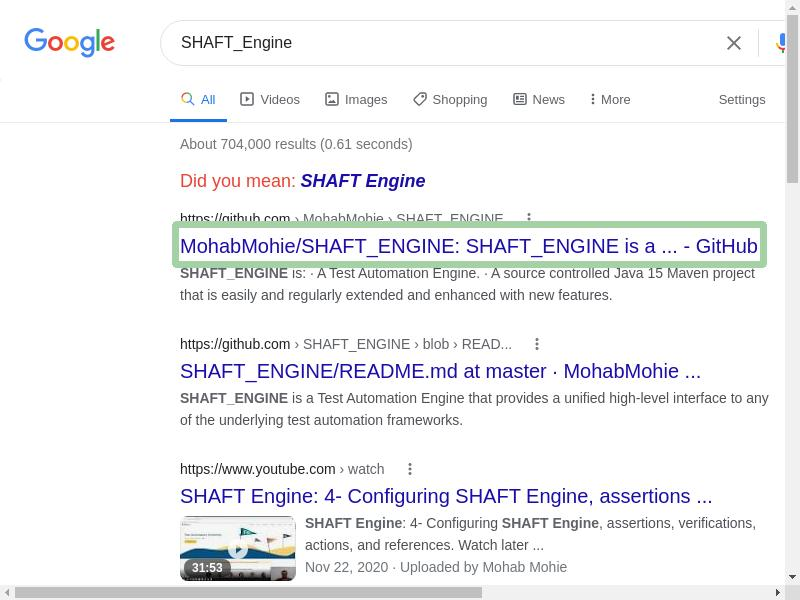 Google
SHAFT_Engine
All Videos Images Shopping News More Settings
About 704,000 results (0.61 seconds)
Did you mean: SHAFT Engine
https://github.com › MohabMohie › SHAFT_ENGINE
MohabMohie/SHAFT_ENGINE: SHAFT_ENGINE is a ... - GitHub
SHAFT_ENGINE is: · A Test Automation Engine. · A source controlled Java 15 Maven project
that is easily and regularly extended and enhanced with new features.
https://github.com › SHAFT_ENGINE › blob › READ...
SHAFT_ENGINE/README.md at master · MohabMohie ...
SHAFT_ENGINE is a Test Automation Engine that provides a unified high-level interface to any
of the underlying test automation frameworks.
https://www.youtube.com › watch
SHAFT Engine: 4- Configuring SHAFT Engine, assertions ...
SHAFT Engine: 4- Configuring SHAFT Engine, assertions, verifications,
actions, and references. Watch later ...
31:53
Nov 22, 2020 · Uploaded by Mohab Mohie